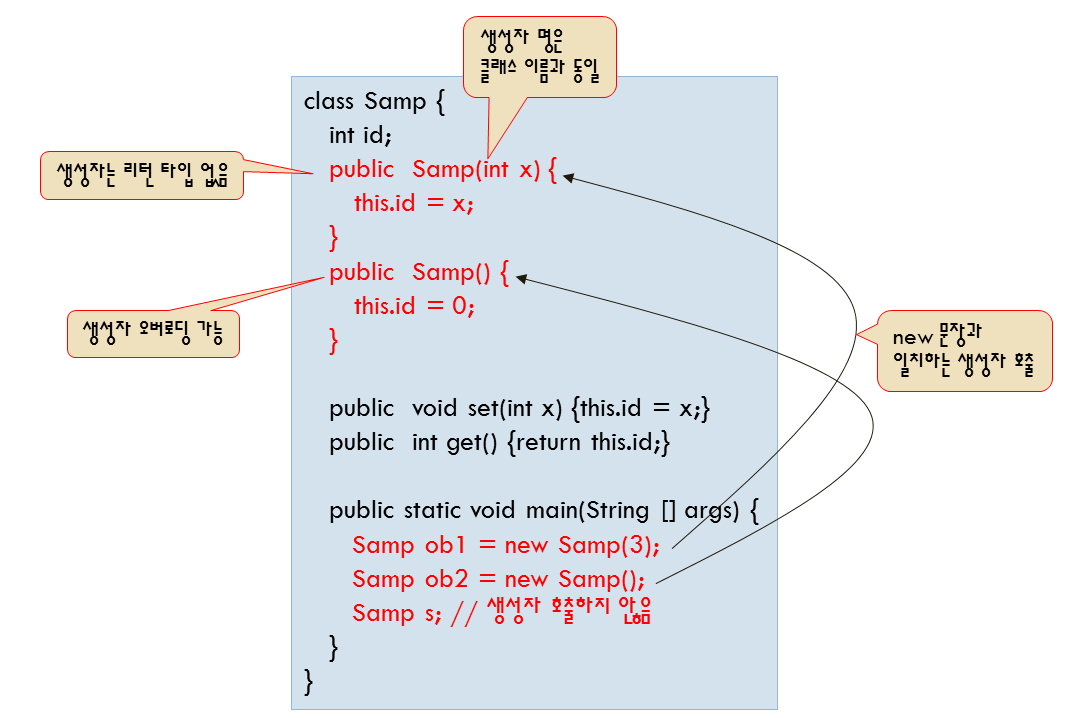 생성자 명은
클래스 이름과 동일
class Samp {
int id;
public Samp(int x) {
생성자는 리턴 타입 없음
this.id = x;
}
public Samp() {
this.id = 0;
생성자 오버로딩 가능
}
new 문장과
일치하는 생성자 호출
public void set(int x) {this.id = x;}
public int get() {return this.id;}
public static void main(String [] args) {
Samp ob1 = new Samp(3);
Samp ob2 = new Samp();
Samp s; // 생성자 호출하지 않음
}
}